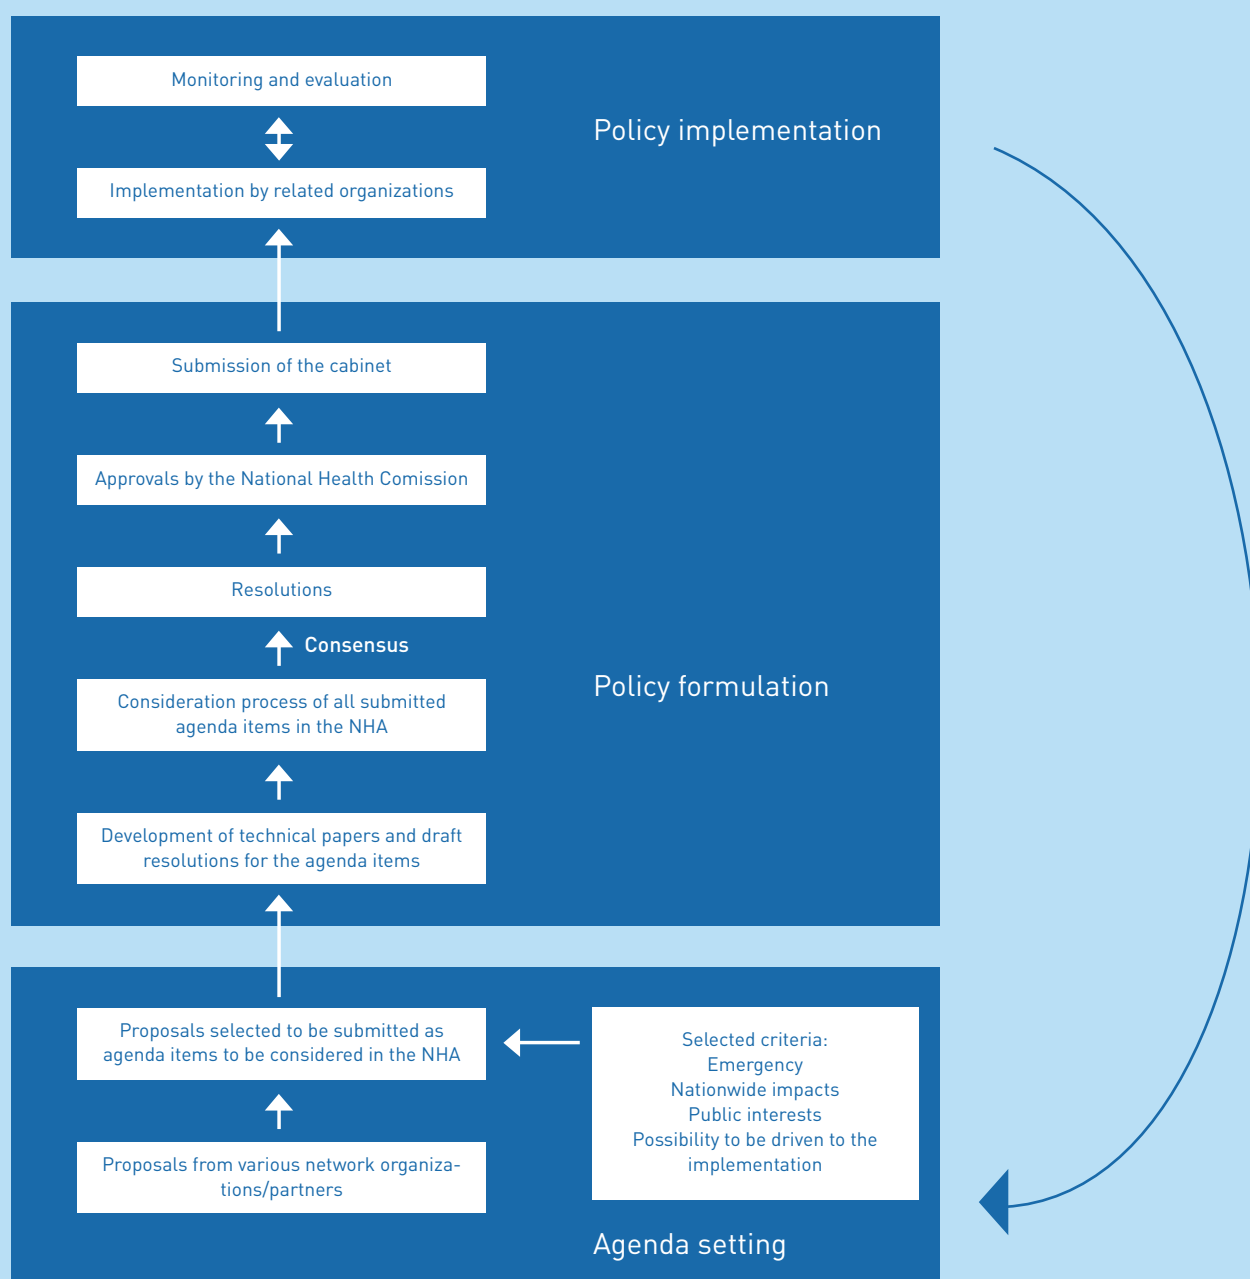 Monitoring and evaluation
Policy implementation
Implementation by related organizations
Submission of the cabinet
Approvals by the National Health Comission
Resolutions
Consensus
Policy formulation
Consideration process of all submitted
agenda items in the NHA
Development of technical papers and draft
resolutions for the agenda items
Proposals selected to be submitted as
agenda items to be considered in the NHA
Selected criteria:
Emergency
Nationwide impacts
Public interests
Possibility to be driven to the
implementation
Proposals from various network organiza-
tions/partners
Agenda setting